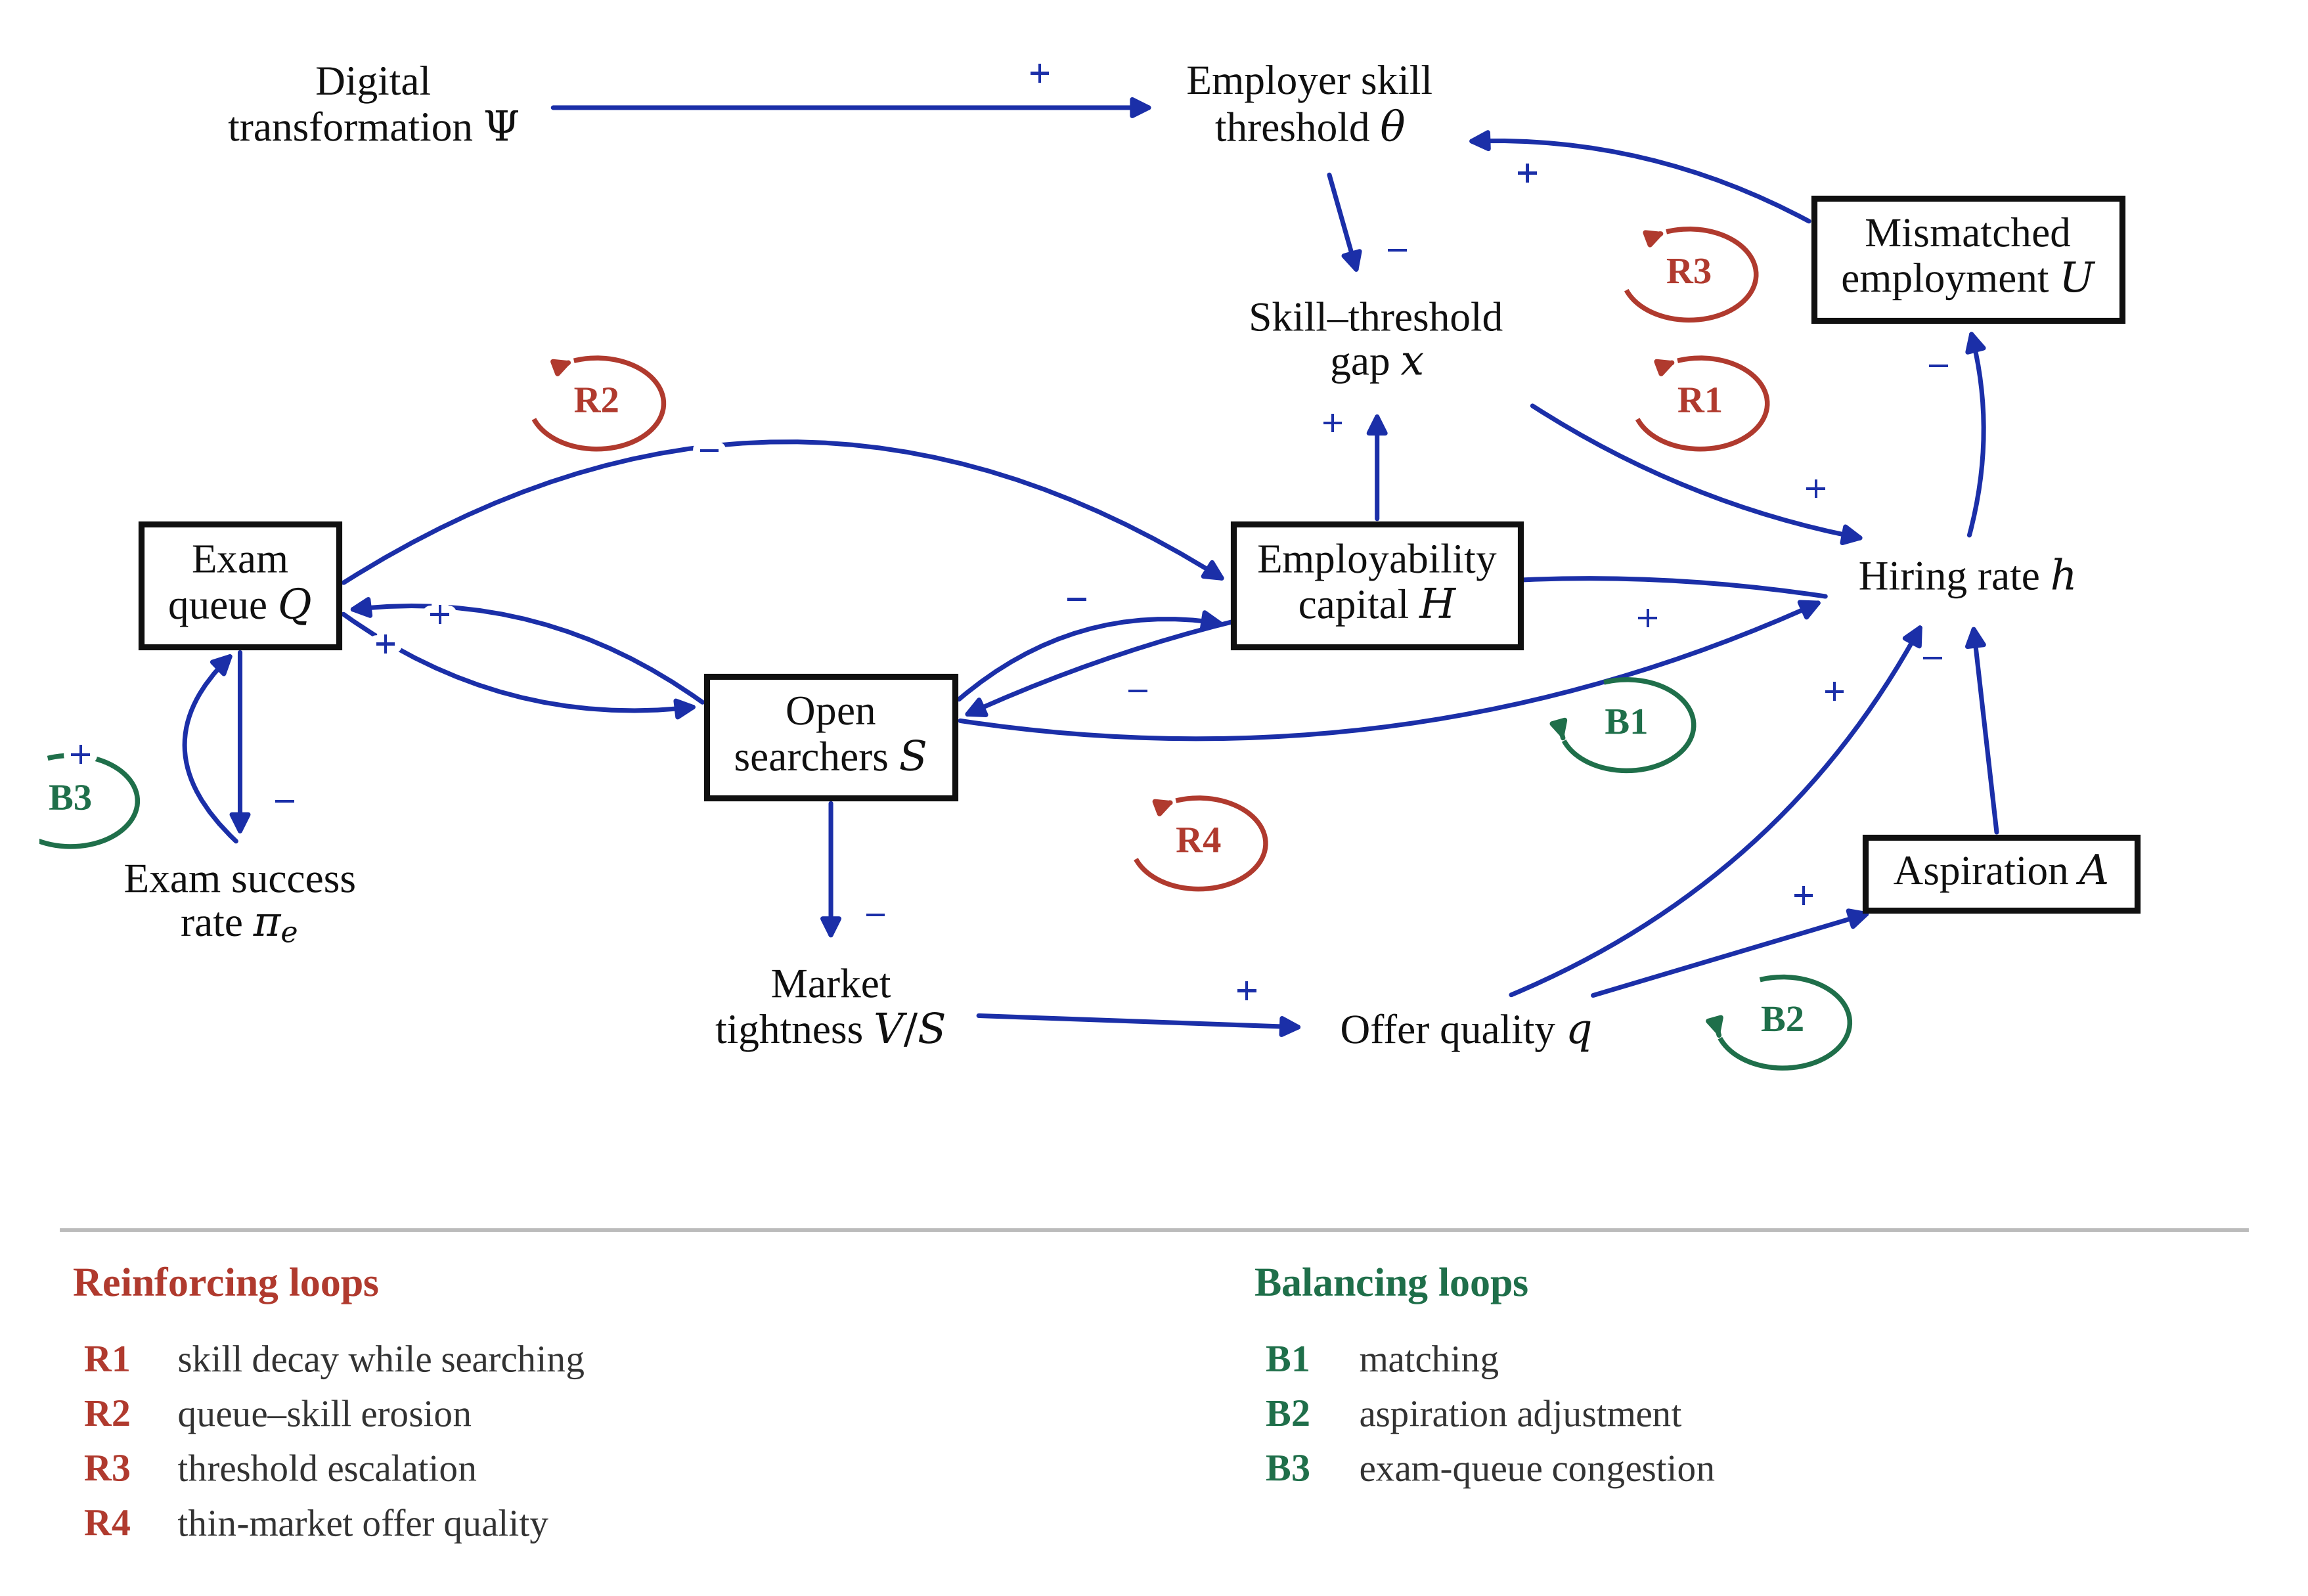 Digital
transformation Ψ
+
Employer skill
threshold θ
+
−
Mismatched
employment U
R3
Skill–threshold
gap x
R2
R1
−
+
−
+
Exam
queue Q
Employability
capital H
Hiring rate h
−
+
+
+
−
−
+
Open
searchers S
B1
+
B3
−
R4
Exam success
rate πe
Aspiration A
+
−
Market
tightness V/S
+
Offer quality q
B2
Reinforcing loops
R1 skill decay while searching
R2 queue–skill erosion
R3 threshold escalation
R4 thin-market offer quality
Balancing loops
B1 matching
B2 aspiration adjustment
B3 exam-queue congestion